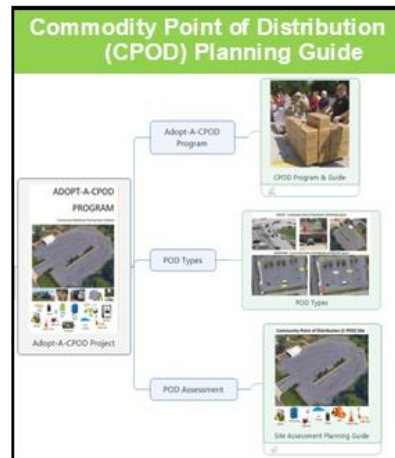 Commodity Point of Distribution
(CPOD) Planning Guide
Adopt-A-CPOD
Program
CPOD Program & Guide
ADOPT-A-CPOD
PROGRAM
Adopt-A-CPOD Project
POD Types
POD Types
POD Assessment
Community Point of Distribution (C-POD) Site
Site Assessment Planning Guide